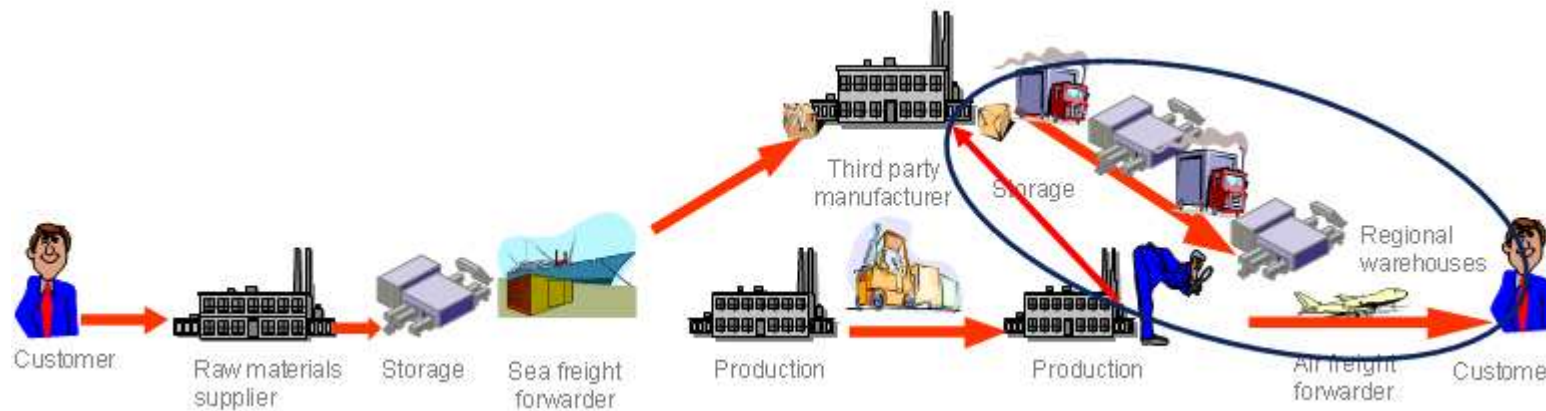 Third party
manufacturer
Storage
Regional
warehouses
Customer
Raw materials
supplier
Storage
Sea freight
forwarder
Production
Production
Air freight
forwarder
Custome